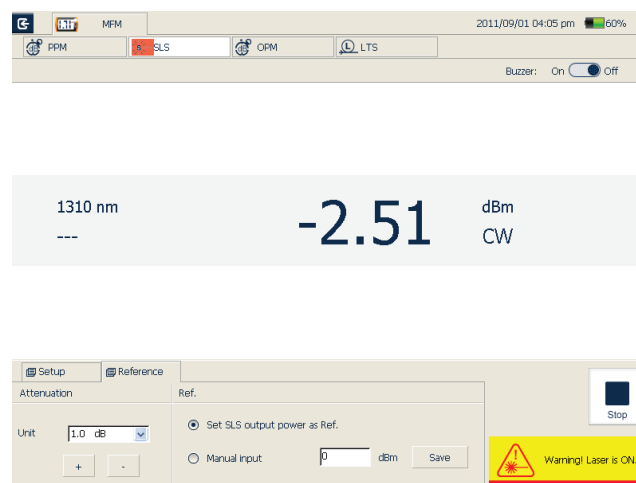 MFM 2011/09/01 04:05 pm 60%
PPM SLS OPM LTS
Buzzer: On Off
1310 nm -2.51 dBm
--- CW
Setup Reference
Attenuation Ref.
Stop
Unit 1.0 dB Set SLS output power as Ref.
+ - Manual input 0 dBm Save
Warning! Laser is ON.